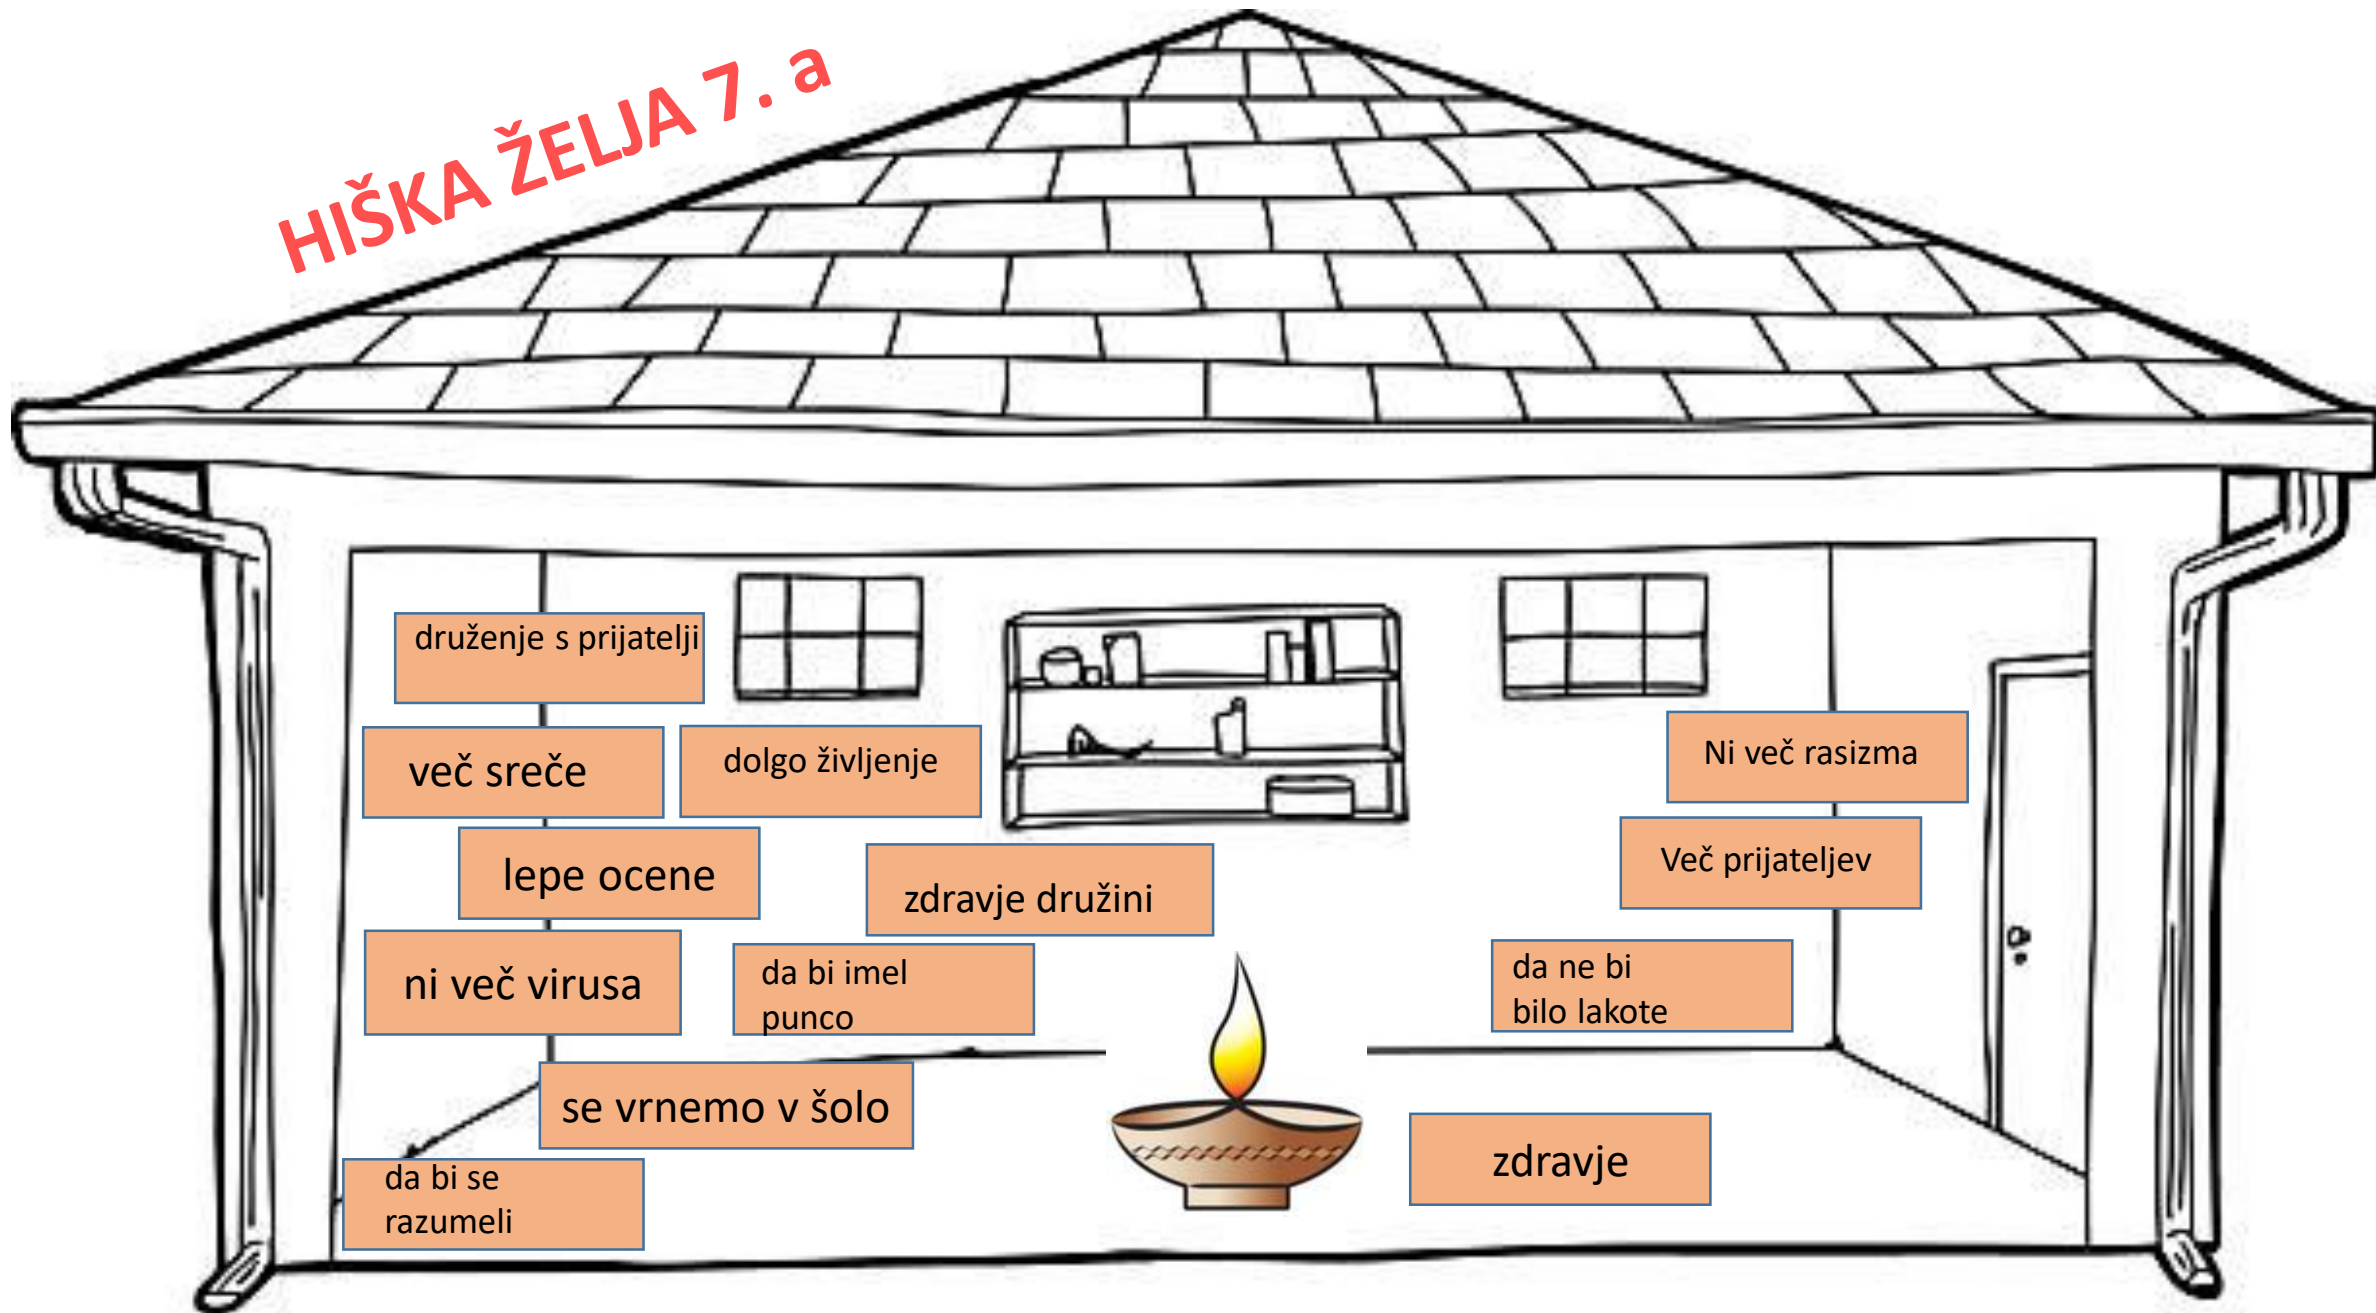 HIŠKA ŽELJA 7. a
druženje s prijatelji
več sreče
dolgo življenje
Ni več rasizma
lepe ocene
zdravje družini
Več prijateljev
ni več virusa
da bi imel
punco
da ne bi
bilo lakote
se vrnemo v šolo
zdravje
da bi se
razumeli